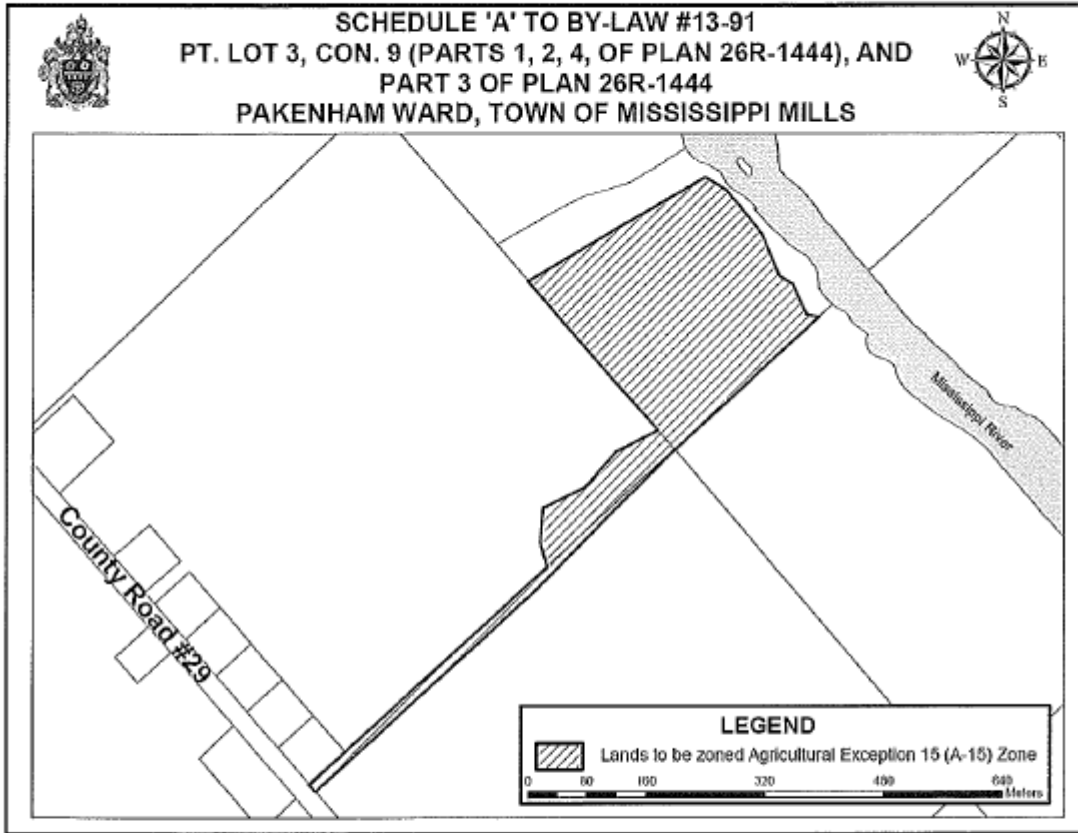 SCHEDULE 'A' TO BY-LAW #13-91
PT. LOT 3, CON. 9 (PARTS 1, 2, 4, OF PLAN 26R-1444), AND
PART 3 OF PLAN 26R-1444
PAKENHAM WARD, TOWN OF MISSISSIPPI MILLS
N
W E
S
Mississippi River
County Road #29
LEGEND
Lands to be zoned Agricultural Exception 15 (A-15) Zone
0 80 160 320 480 640
Meters